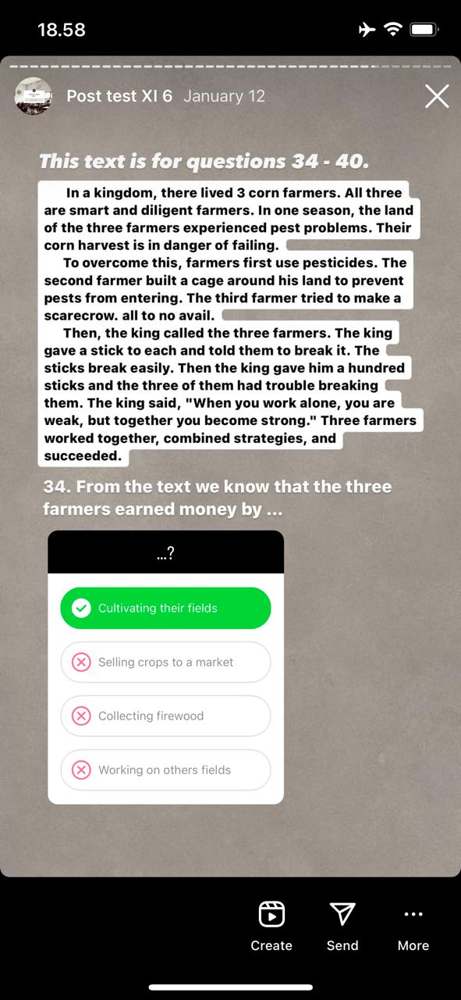 18.58
Post test XI 6 January 12
This text is for questions 34 - 40.
In a kingdom, there lived 3 corn farmers. All three
are smart and diligent farmers. In one season, the land
of the three farmers experienced pest problems. Their
corn harvest is in danger of failing.
To overcome this, farmers first use pesticides. The
second farmer built a cage around his land to prevent
pests from entering. The third farmer tried to make a
scarecrow. all to no avail.
Then, the king called the three farmers. The king
gave a stick to each and told them to break it. The
sticks break easily. Then the king gave him a hundred
sticks and the three of them had trouble breaking
them. The king said, "When you work alone, you are
weak, but together you become strong." Three farmers
worked together, combined strategies, and
succeeded.
34. From the text we know that the three
farmers earned money by ...
...?
Cultivating their fields
Selling crops to a market
Collecting firewood
Working on others fields
Create Send More